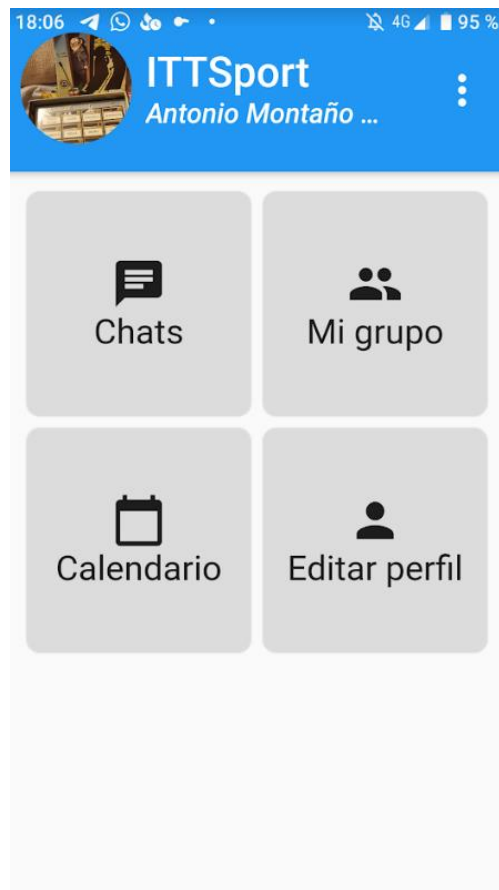 18:06 4G 95 %
ITTSport
Antonio Montaño ...
Chats
Mi grupo
Calendario
Editar perfil